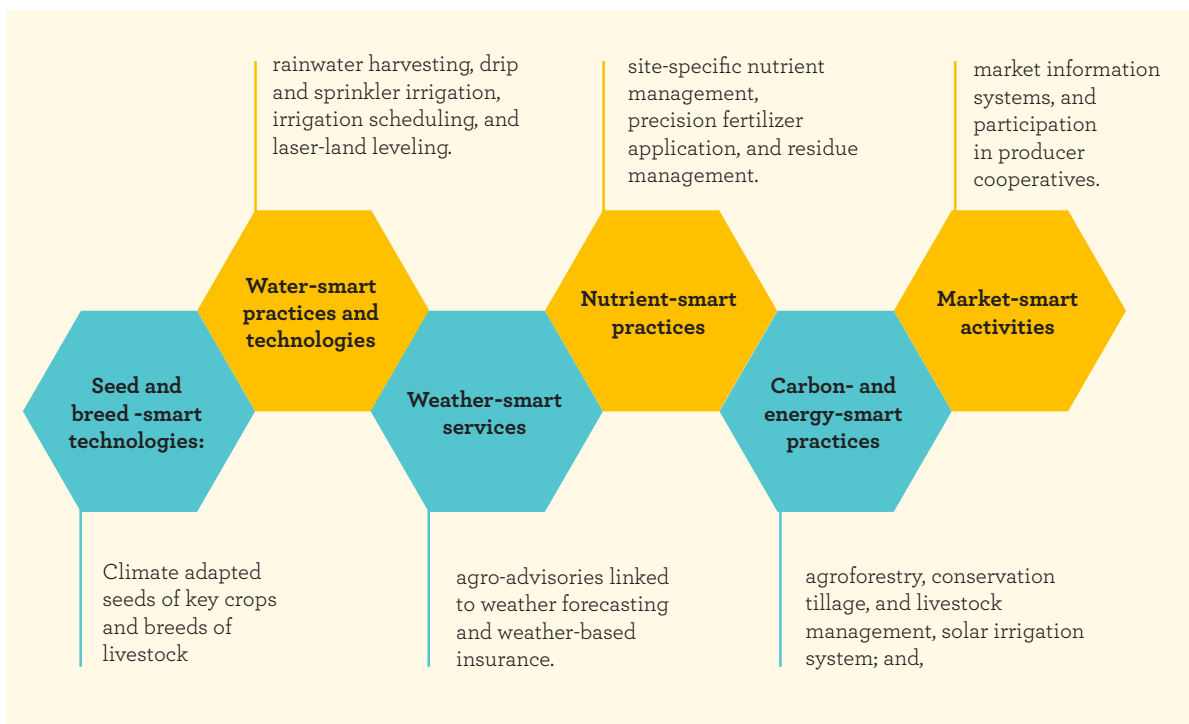 rainwater harvesting, drip
and sprinkler irrigation,
irrigation scheduling, and
laser-land leveling.
site-specific nutrient
management,
precision fertilizer
application, and residue
management.
market information
systems, and
participation
in producer
cooperatives.
Water-smart
practices and
technologies
Nutrient-smart
practices
Market-smart
activities
Seed and
breed -smart
technologies:
Weather-smart
services
Carbon- and
energy-smart
practices
Climate adapted
seeds of key crops
and breeds of
livestock
agro-advisories linked
to weather forecasting
and weather-based
insurance.
agroforestry, conservation
tillage, and livestock
management, solar irrigation
system; and,